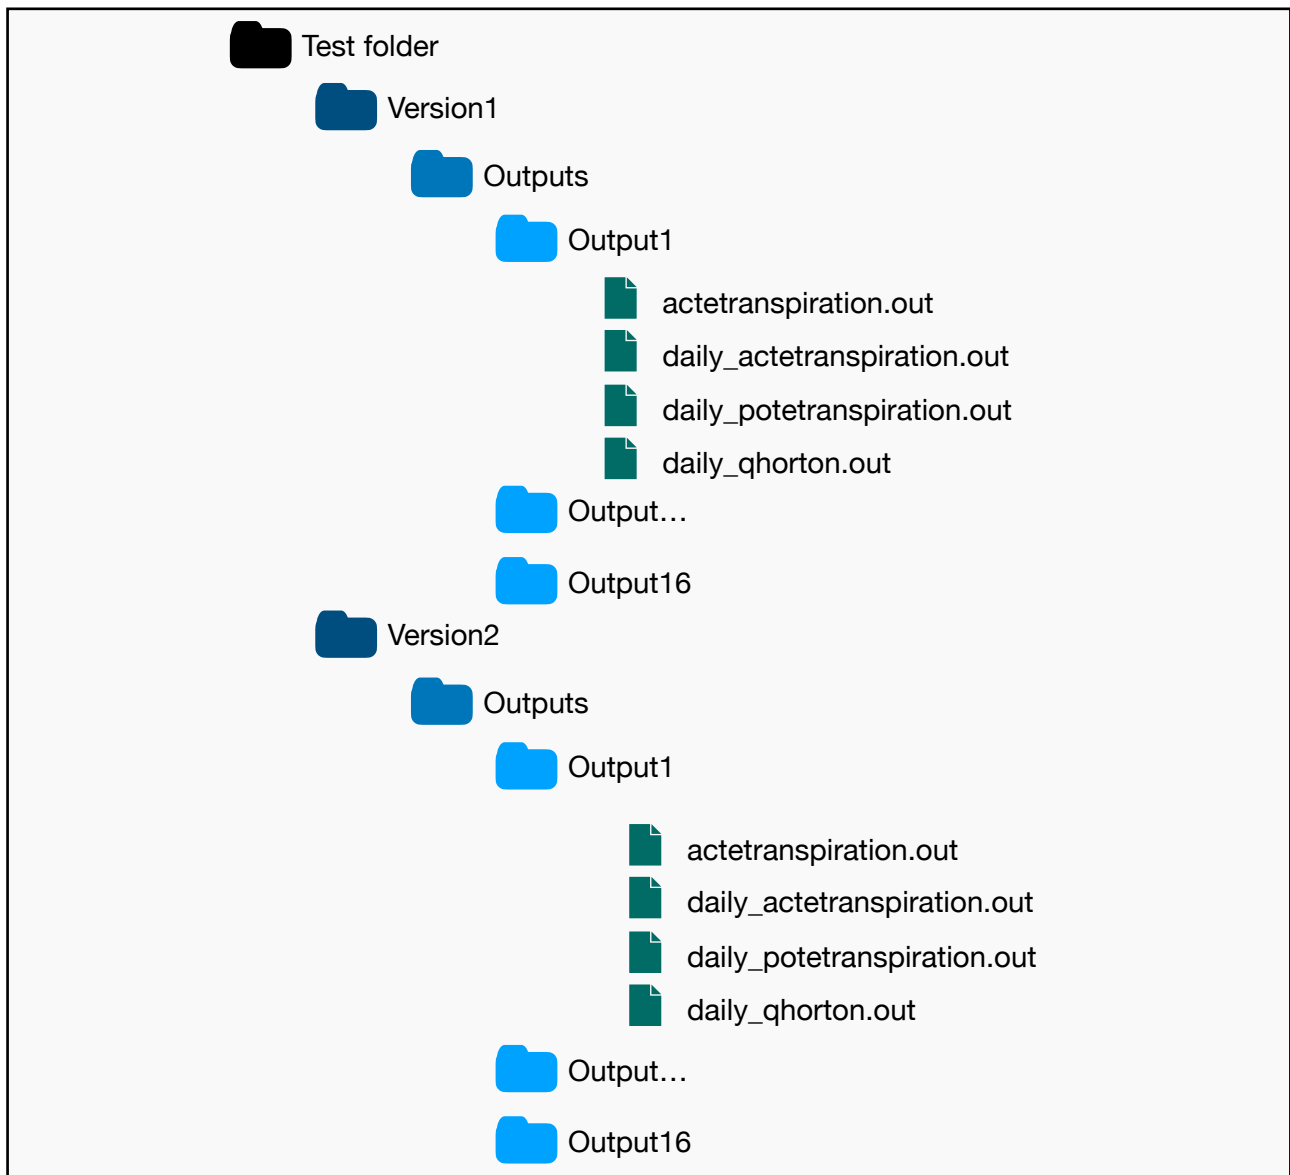 Test folder
Version1
Outputs
Output1
actetranspiration.out
daily_actetranspiration.out
daily_potetranspiration.out
daily_qhorton.out
Output…
Output16
Version2
Outputs
Output1
actetranspiration.out
daily_actetranspiration.out
daily_potetranspiration.out
daily_qhorton.out
Output…
Output16